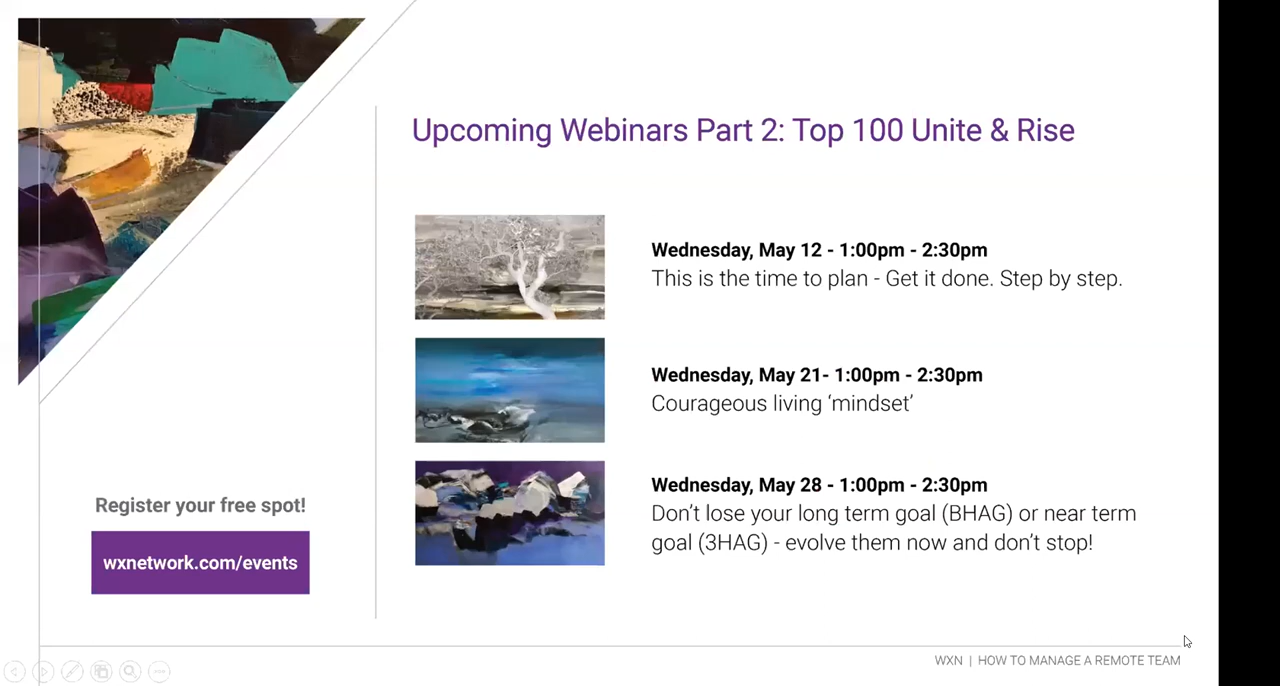 Upcoming Webinars Part 2: Top 100 Unite & Rise
Wednesday, May 12 - 1:00pm - 2:30pm
This is the time to plan - Get it done. Step by step.
Wednesday, May 21- 1:00pm - 2:30pm
Courageous living ‘mindset’
Wednesday, May 28 - 1:00pm - 2:30pm
Don’t lose your long term goal (BHAG) or near term
goal (3HAG) - evolve them now and don’t stop!
Register your free spot!
wxnetwork.com/events
WXN | HOW TO MANAGE A REMOTE TEAM